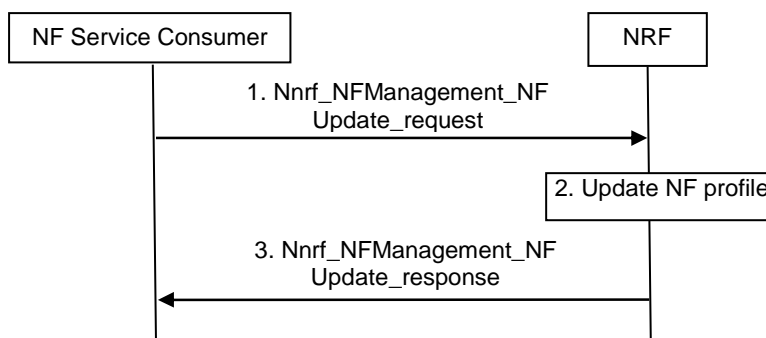 NF Service Consumer
NRF
1. Nnrf_NFManagement_NF
Update_request
2. Update NF profile
3. Nnrf_NFManagement_NF
Update_response